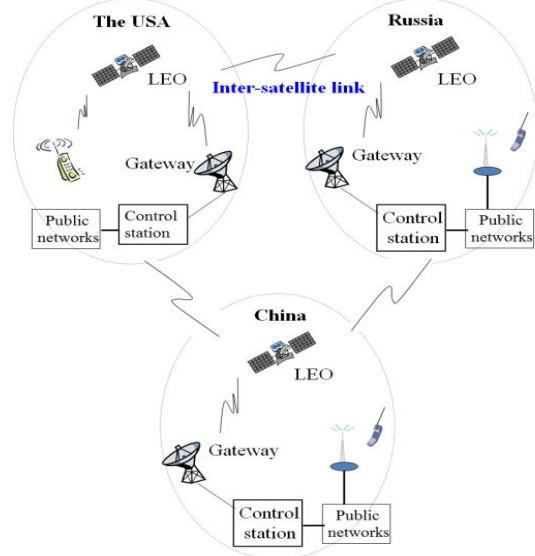 The USA
LEO
Gateway
Public
networks
Control
station
Inter-satellite link
Russia
LEO
Gateway
Control
station
Public
networks
China
LEO
Gateway
Control
station
Public
networks